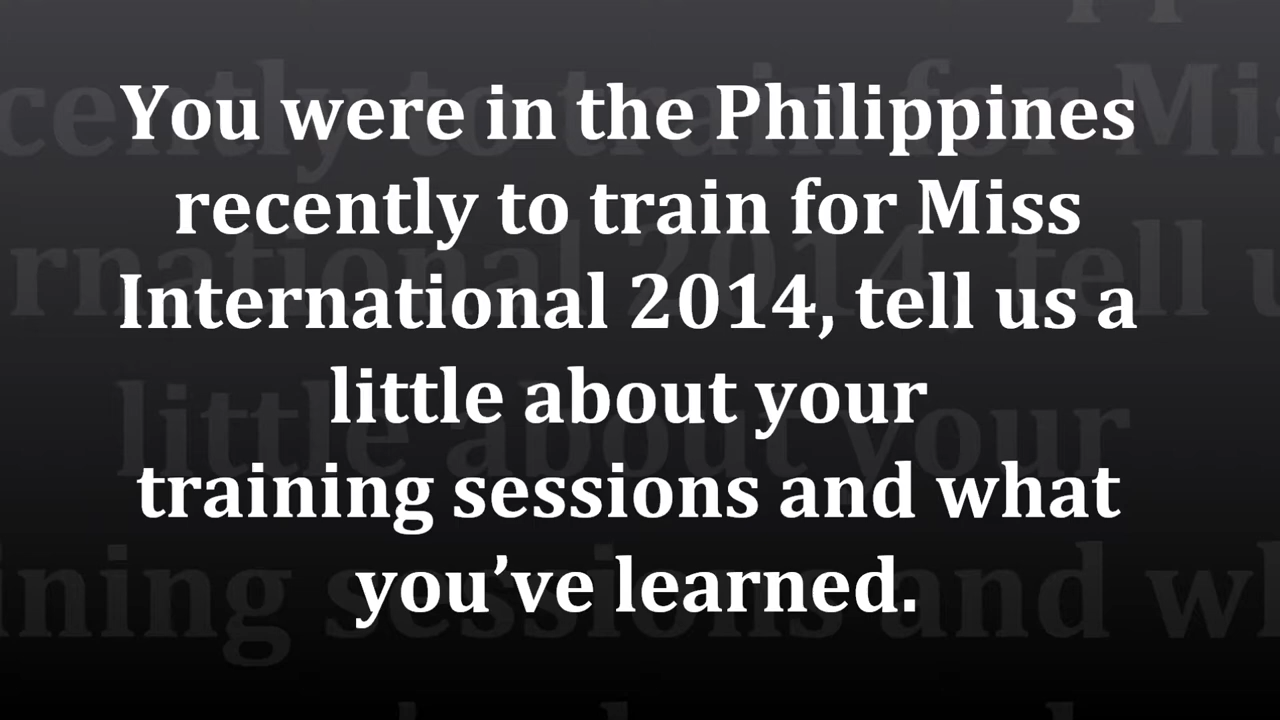 You were in the Philippines
recently to train for Miss
International 2014, tell us a
little about your
training sessions and what
you’ve learned.